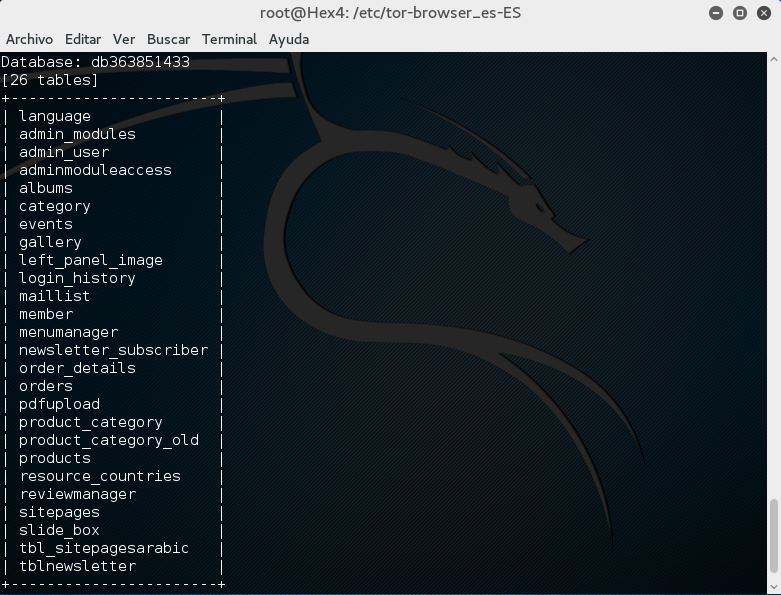 root@Hex4: /etc/tor-browser_es-ES
Archivo Editar Ver Buscar Terminal Ayuda
Database: db363851433
[26 tables]
+-----------------------+
| language              |
| admin_modules         |
| admin_user            |
| adminmoduleaccess     |
| albums                |
| category              |
| events                |
| gallery               |
| left_panel_image      |
| login_history         |
| maillist              |
| member                |
| menumanager           |
| newsletter_subscriber |
| order_details         |
| orders                |
| pdfupload             |
| product_category      |
| product_category_old  |
| products              |
| resource_countries    |
| reviewmanager         |
| sitepages             |
| slide_box             |
| tbl_sitepagesarabic   |
| tblnewsletter         |
+-----------------------+